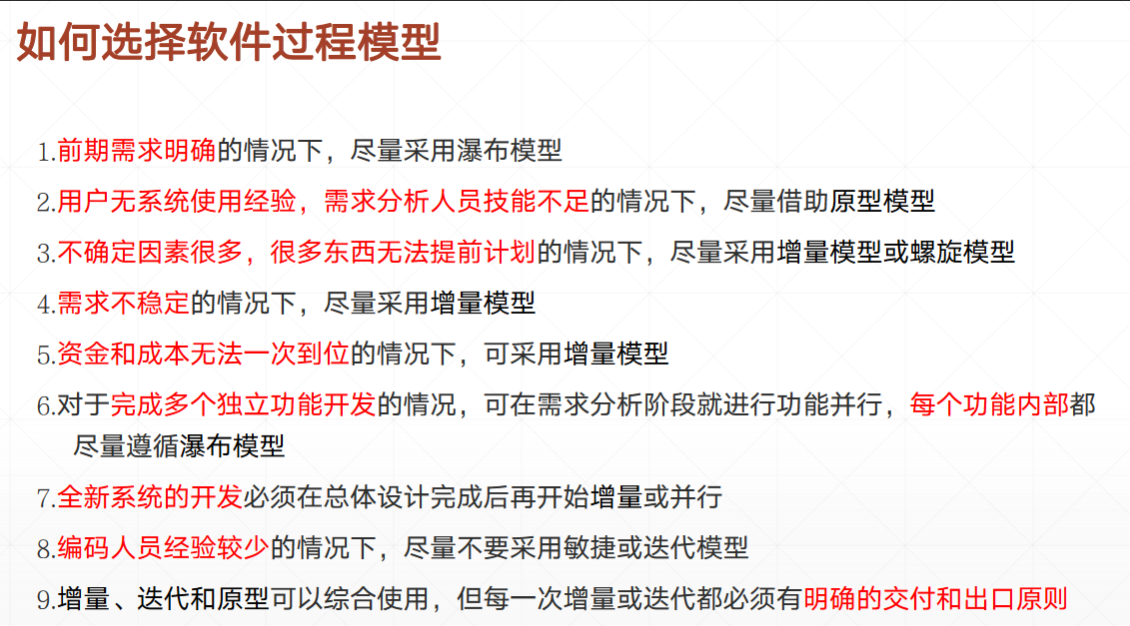 如何选择软件过程模型
1.前期需求明确的情况下，尽量采用瀑布模型
2.用户无系统使用经验，需求分析人员技能不足的情况下，尽量借助原型模型
3.不确定因素很多，很多东西无法提前计划的情况下，尽量采用增量模型或螺旋模型
4.需求不稳定的情况下，尽量采用增量模型
5.资金和成本无法一次到位的情况下，可采用增量模型
6.对于完成多个独立功能开发的情况，可在需求分析阶段就进行功能并行，每个功能内部都
尽量遵循瀑布模型
7.全新系统的开发必须在总体设计完成后再开始增量或并行
8.编码人员经验较少的情况下，尽量不要采用敏捷或迭代模型
9.增量、迭代和原型可以综合使用，但每一次增量或迭代都必须有明确的交付和出口原则